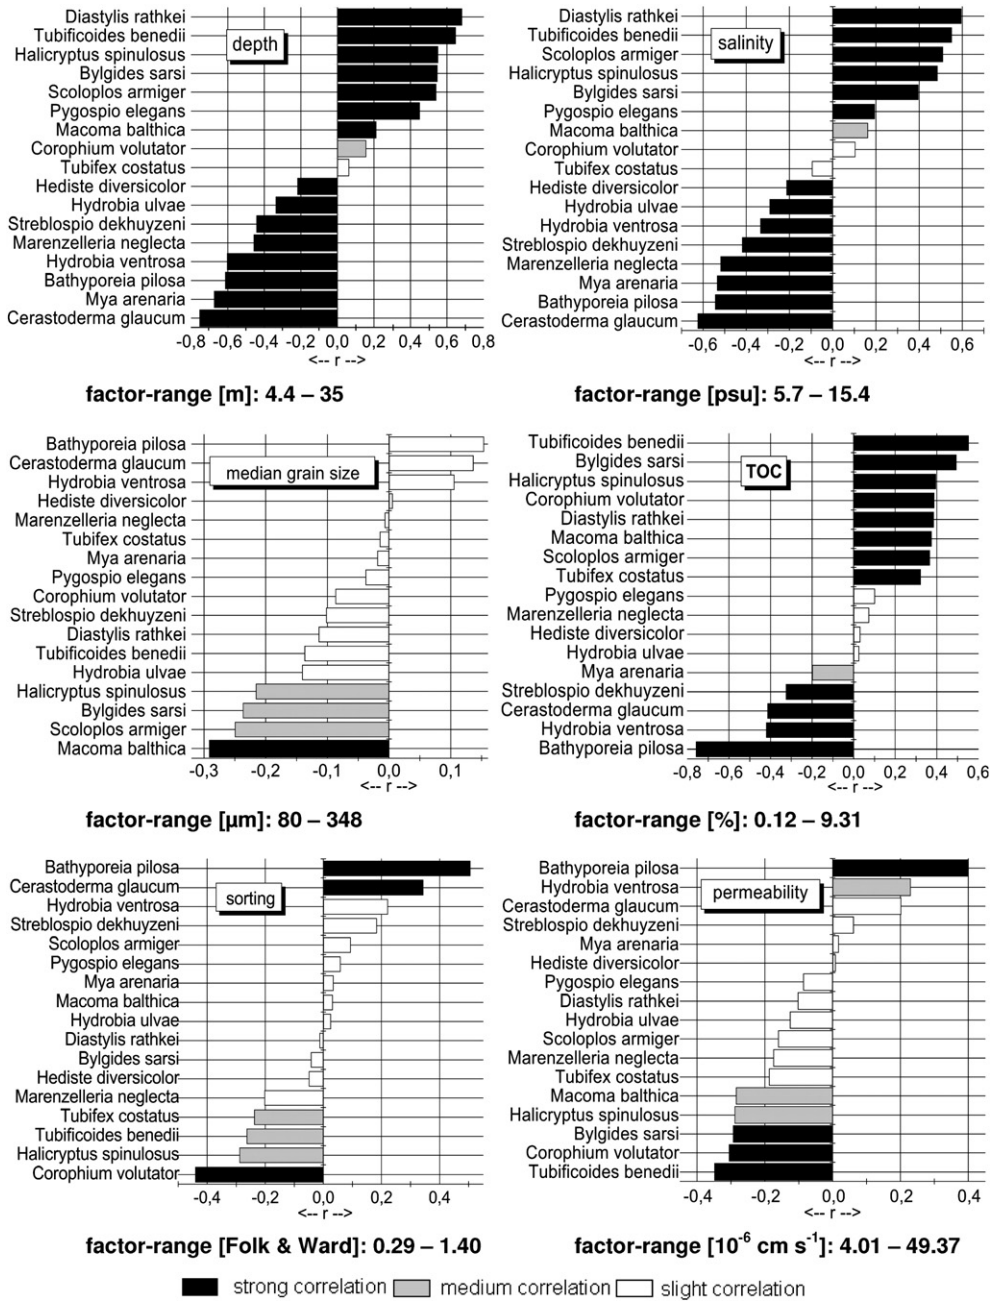 Diastylis rathkei
Tubificoides benedii
Halicryptus spinulosus
Bylgides sarsi
Scoloplos armiger
Pygospio elegans
Macoma balthica
Corophium volutator
Tubifex costatus
Hediste diversicolor
Hydrobia ulvae
Streblospio dekhuyzeni
Marenzelleria neglecta
Hydrobia ventrosa
Bathyporeia pilosa
Mya arenaria
Cerastoderma glaucum
depth
-0,8 -0,6 -0,4 -0,2 0,0 0,2 0,4 0,6 0,8
<-- r -->
factor-range [m]: 4.4 – 35
Diastylis rathkei
Tubificoides benedii
Scoloplos armiger
Halicryptus spinulosus
Bylgides sarsi
Pygospio elegans
Macoma balthica
Corophium volutator
Tubifex costatus
Hediste diversicolor
Hydrobia ulvae
Hydrobia ventrosa
Streblospio dekhuyzeni
Marenzelleria neglecta
Mya arenaria
Bathyporeia pilosa
Cerastoderma glaucum
salinity
-0,6 -0,4 -0,2 0,0 0,2 0,4 0,6
<-- r -->
factor-range [psu]: 5.7 – 15.4
Bathyporeia pilosa
Cerastoderma glaucum
Hydrobia ventrosa
Hediste diversicolor
Marenzelleria neglecta
Tubifex costatus
Mya arenaria
Pygospio elegans
Corophium volutator
Streblospio dekhuyzeni
Diastylis rathkei
Tubificoides benedii
Hydrobia ulvae
Halicryptus spinulosus
Bylgides sarsi
Scoloplos armiger
Macoma balthica
median grain size
-0,3 -0,2 -0,1 0,0 0,1
<-- r -->
factor-range [µm]: 80 – 348
Tubificoides benedii
Bylgides sarsi
Halicryptus spinulosus
Corophium volutator
Diastylis rathkei
Macoma balthica
Scoloplos armiger
Tubifex costatus
Pygospio elegans
Marenzelleria neglecta
Hediste diversicolor
Hydrobia ulvae
Mya arenaria
Streblospio dekhuyzeni
Cerastoderma glaucum
Hydrobia ventrosa
Bathyporeia pilosa
TOC
-0,8 -0,6 -0,4 -0,2 0,0 0,2 0,4 0,6
<-- r -->
factor-range [%]: 0.12 – 9.31
Bathyporeia pilosa
Cerastoderma glaucum
Hydrobia ventrosa
Streblospio dekhuyzeni
Scoloplos armiger
Pygospio elegans
Mya arenaria
Macoma balthica
Hydrobia ulvae
Diastylis rathkei
Bylgides sarsi
Hediste diversicolor
Marenzelleria neglecta
Tubifex costatus
Tubificoides benedii
Halicryptus spinulosus
Corophium volutator
sorting
-0,4 -0,2 0,0 0,2 0,4
<-- r -->
factor-range [Folk & Ward]: 0.29 – 1.40
Bathyporeia pilosa
Hydrobia ventrosa
Cerastoderma glaucum
Streblospio dekhuyzeni
Mya arenaria
Hediste diversicolor
Pygospio elegans
Diastylis rathkei
Hydrobia ulvae
Scoloplos armiger
Marenzelleria neglecta
Tubifex costatus
Macoma balthica
Halicryptus spinulosus
Bylgides sarsi
Corophium volutator
Tubificoides benedii
permeability
-0,4 -0,2 0,0 0,2 0,4
<-- r -->
factor-range [10⁻⁶ cm s⁻¹]: 4.01 – 49.37
strong correlation medium correlation slight correlation